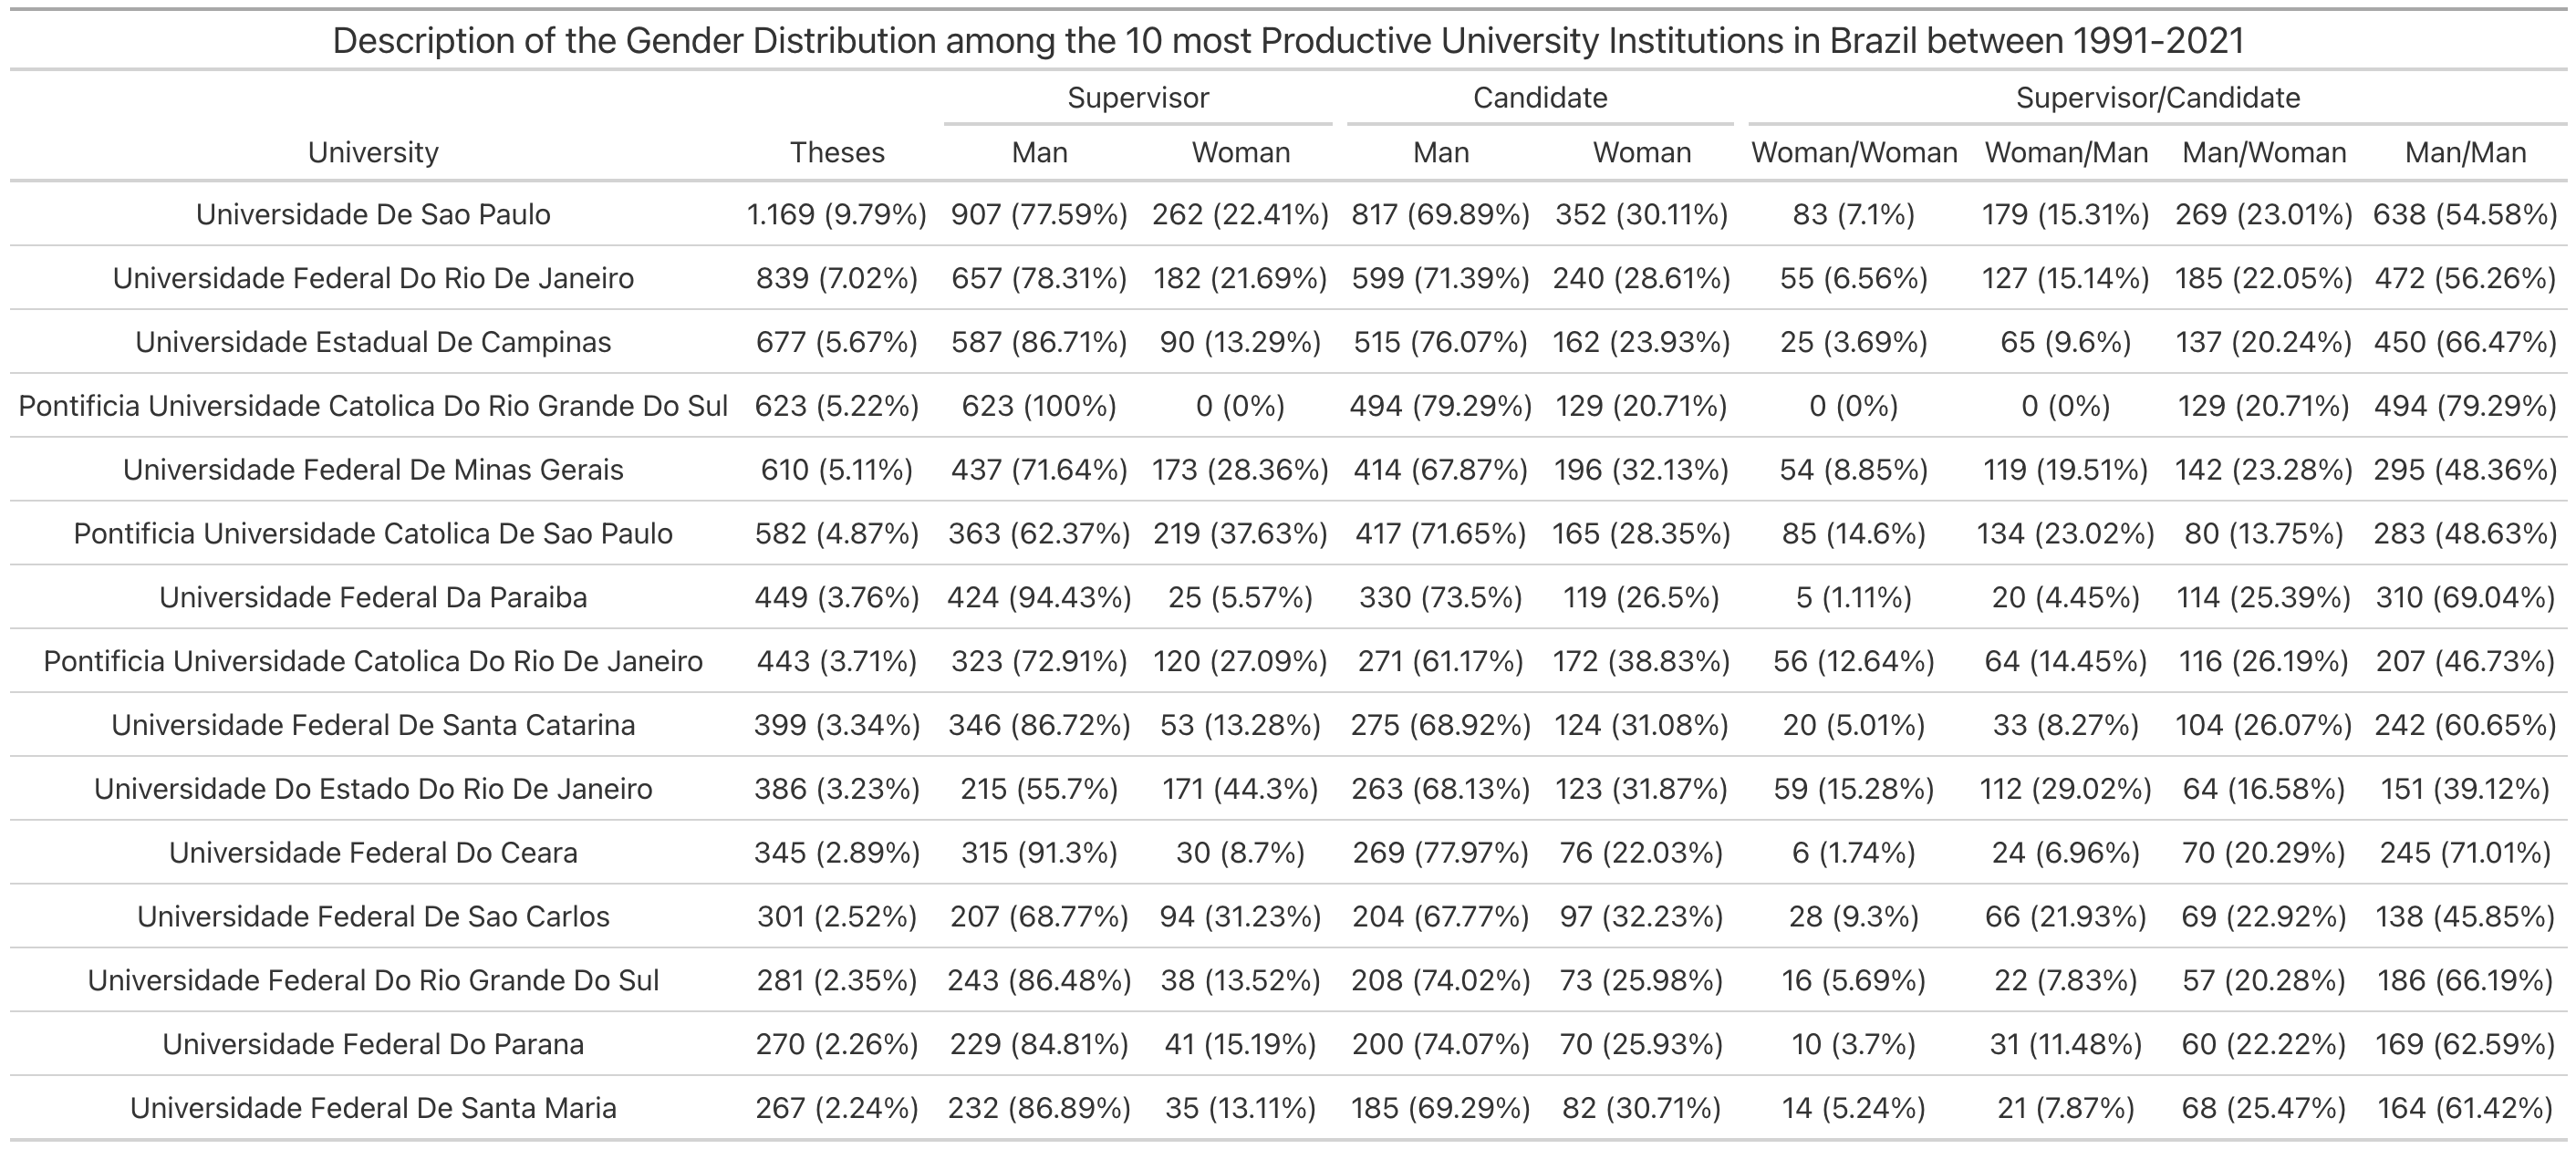 Description of the Gender Distribution among the 10 most Productive University Institutions in Brazil between 1991-2021
Supervisor Candidate Supervisor/Candidate
University Theses Man Woman Man Woman Woman/Woman Woman/Man Man/Woman Man/Man
Universidade De Sao Paulo 1.169 (9.79%) 907 (77.59%) 262 (22.41%) 817 (69.89%) 352 (30.11%) 83 (7.1%) 179 (15.31%) 269 (23.01%) 638 (54.58%)
Universidade Federal Do Rio De Janeiro 839 (7.02%) 657 (78.31%) 182 (21.69%) 599 (71.39%) 240 (28.61%) 55 (6.56%) 127 (15.14%) 185 (22.05%) 472 (56.26%)
Universidade Estadual De Campinas 677 (5.67%) 587 (86.71%) 90 (13.29%) 515 (76.07%) 162 (23.93%) 25 (3.69%) 65 (9.6%) 137 (20.24%) 450 (66.47%)
Pontificia Universidade Catolica Do Rio Grande Do Sul 623 (5.22%) 623 (100%) 0 (0%) 494 (79.29%) 129 (20.71%) 0 (0%) 0 (0%) 129 (20.71%) 494 (79.29%)
Universidade Federal De Minas Gerais 610 (5.11%) 437 (71.64%) 173 (28.36%) 414 (67.87%) 196 (32.13%) 54 (8.85%) 119 (19.51%) 142 (23.28%) 295 (48.36%)
Pontificia Universidade Catolica De Sao Paulo 582 (4.87%) 363 (62.37%) 219 (37.63%) 417 (71.65%) 165 (28.35%) 85 (14.6%) 134 (23.02%) 80 (13.75%) 283 (48.63%)
Universidade Federal Da Paraiba 449 (3.76%) 424 (94.43%) 25 (5.57%) 330 (73.5%) 119 (26.5%) 5 (1.11%) 20 (4.45%) 114 (25.39%) 310 (69.04%)
Pontificia Universidade Catolica Do Rio De Janeiro 443 (3.71%) 323 (72.91%) 120 (27.09%) 271 (61.17%) 172 (38.83%) 56 (12.64%) 64 (14.45%) 116 (26.19%) 207 (46.73%)
Universidade Federal De Santa Catarina 399 (3.34%) 346 (86.72%) 53 (13.28%) 275 (68.92%) 124 (31.08%) 20 (5.01%) 33 (8.27%) 104 (26.07%) 242 (60.65%)
Universidade Do Estado Do Rio De Janeiro 386 (3.23%) 215 (55.7%) 171 (44.3%) 263 (68.13%) 123 (31.87%) 59 (15.28%) 112 (29.02%) 64 (16.58%) 151 (39.12%)
Universidade Federal Do Ceara 345 (2.89%) 315 (91.3%) 30 (8.7%) 269 (77.97%) 76 (22.03%) 6 (1.74%) 24 (6.96%) 70 (20.29%) 245 (71.01%)
Universidade Federal De Sao Carlos 301 (2.52%) 207 (68.77%) 94 (31.23%) 204 (67.77%) 97 (32.23%) 28 (9.3%) 66 (21.93%) 69 (22.92%) 138 (45.85%)
Universidade Federal Do Rio Grande Do Sul 281 (2.35%) 243 (86.48%) 38 (13.52%) 208 (74.02%) 73 (25.98%) 16 (5.69%) 22 (7.83%) 57 (20.28%) 186 (66.19%)
Universidade Federal Do Parana 270 (2.26%) 229 (84.81%) 41 (15.19%) 200 (74.07%) 70 (25.93%) 10 (3.7%) 31 (11.48%) 60 (22.22%) 169 (62.59%)
Universidade Federal De Santa Maria 267 (2.24%) 232 (86.89%) 35 (13.11%) 185 (69.29%) 82 (30.71%) 14 (5.24%) 21 (7.87%) 68 (25.47%) 164 (61.42%)